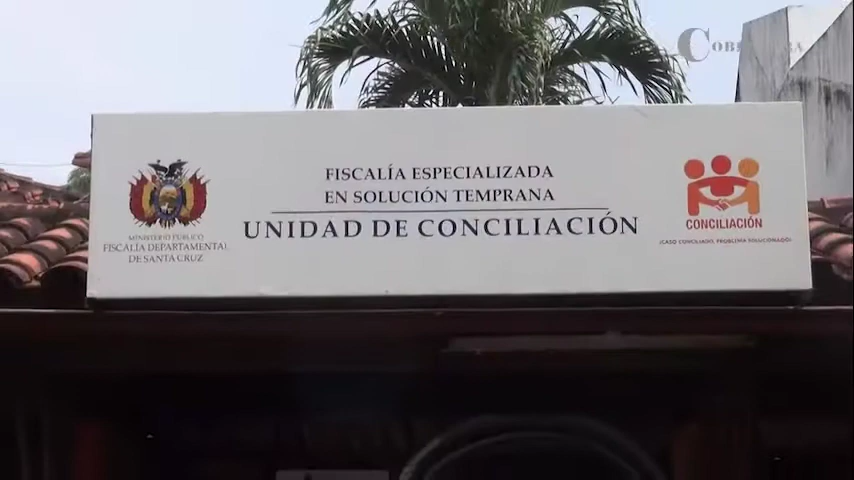 FISCALÍA ESPECIALIZADA
EN SOLUCIÓN TEMPRANA
UNIDAD DE CONCILIACIÓN
MINISTERIO PÚBLICO
FISCALÍA DEPARTAMENTAL
DE SANTA CRUZ
CONCILIACIÓN
¡CASO CONCILIADO, PROBLEMA SOLUCIONADO!